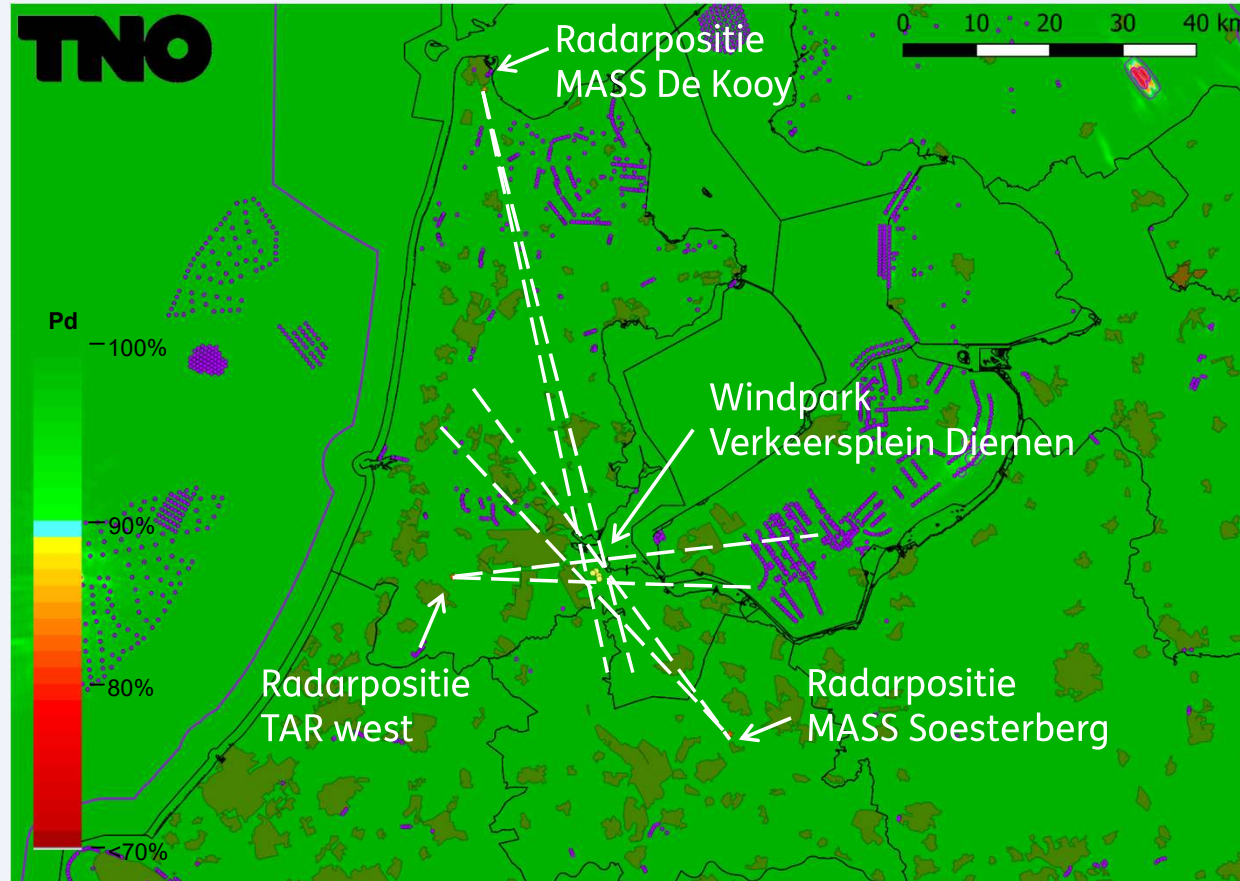 TNO
Radarpositie
MASS De Kooy
0 10 20 30 40 km
Pd
100%
90%
80%
<70%
Windpark
Verkeersplein Diemen
Radarpositie
TAR west
Radarpositie
MASS Soesterberg